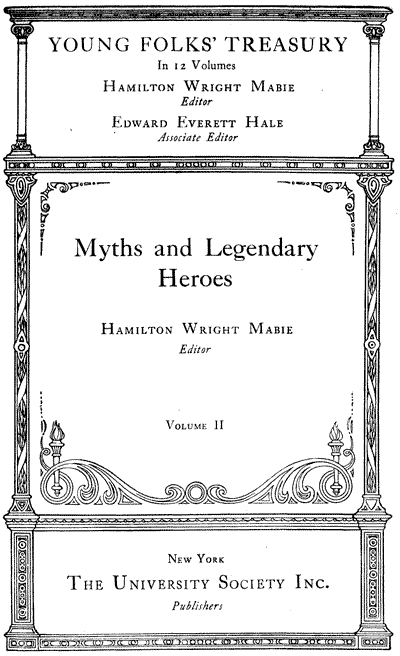 YOUNG FOLKS' TREASURY
In 12 Volumes
HAMILTON WRIGHT MABIE
Editor
EDWARD EVERETT HALE
Associate Editor
Myths and Legendary
Heroes
HAMILTON WRIGHT MABIE
Editor
VOLUME II
NEW YORK
THE UNIVERSITY SOCIETY INC.
Publishers